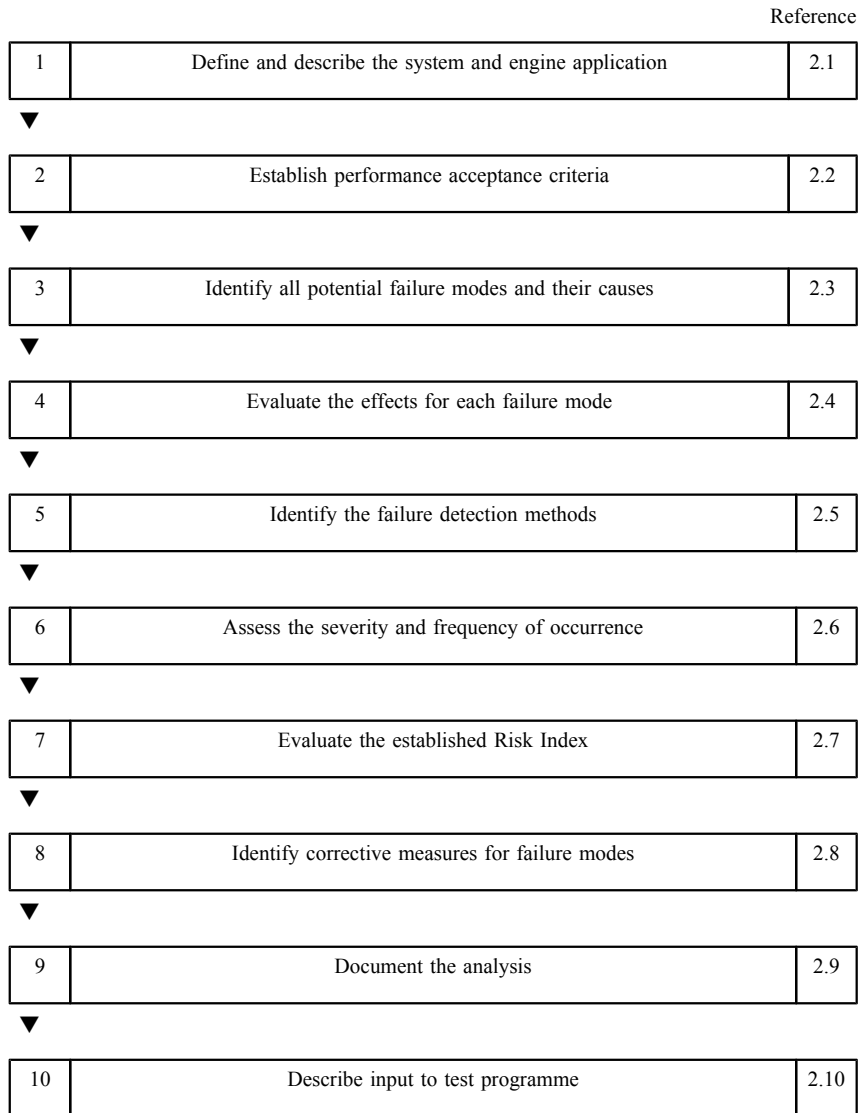 Reference
1 Define and describe the system and engine application 2.1
2 Establish performance acceptance criteria 2.2
3 Identify all potential failure modes and their causes 2.3
4 Evaluate the effects for each failure mode 2.4
5 Identify the failure detection methods 2.5
6 Assess the severity and frequency of occurrence 2.6
7 Evaluate the established Risk Index 2.7
8 Identify corrective measures for failure modes 2.8
9 Document the analysis 2.9
10 Describe input to test programme 2.10